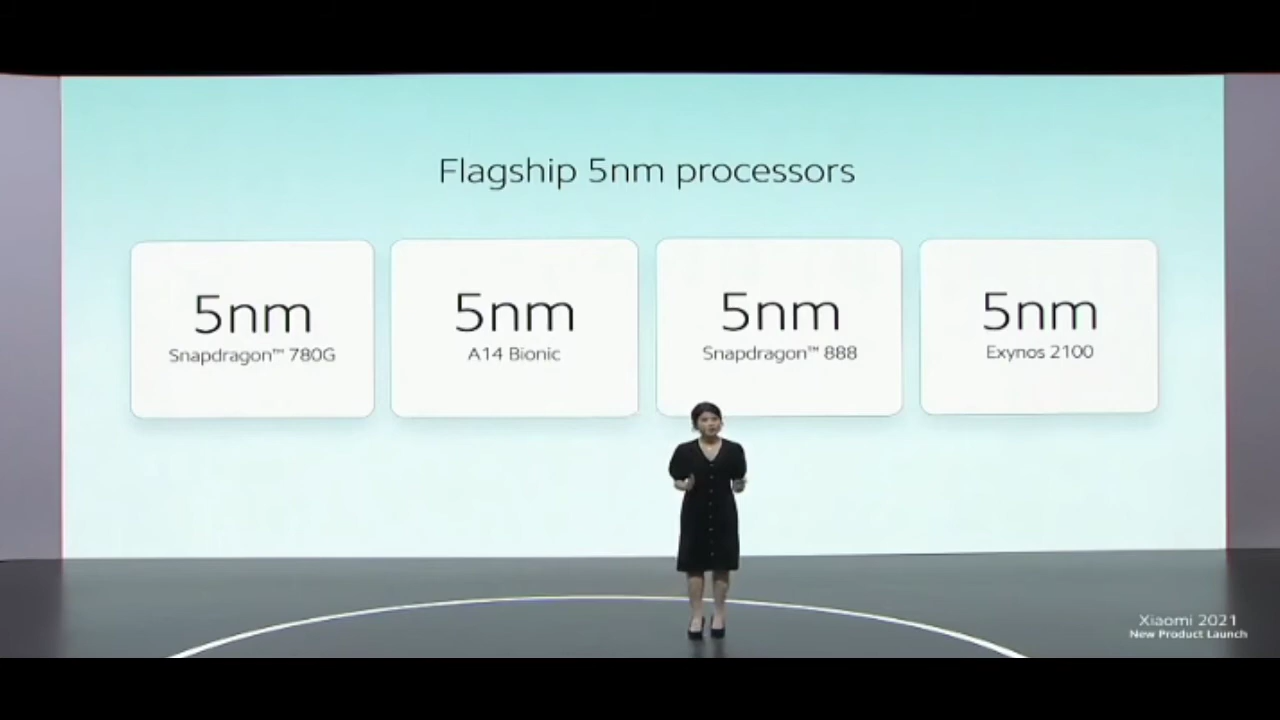 Flagship 5nm processors
5nm
Snapdragon™ 780G
5nm
A14 Bionic
5nm
Snapdragon™ 888
5nm
Exynos 2100
Xiaomi 2021
New Product Launch